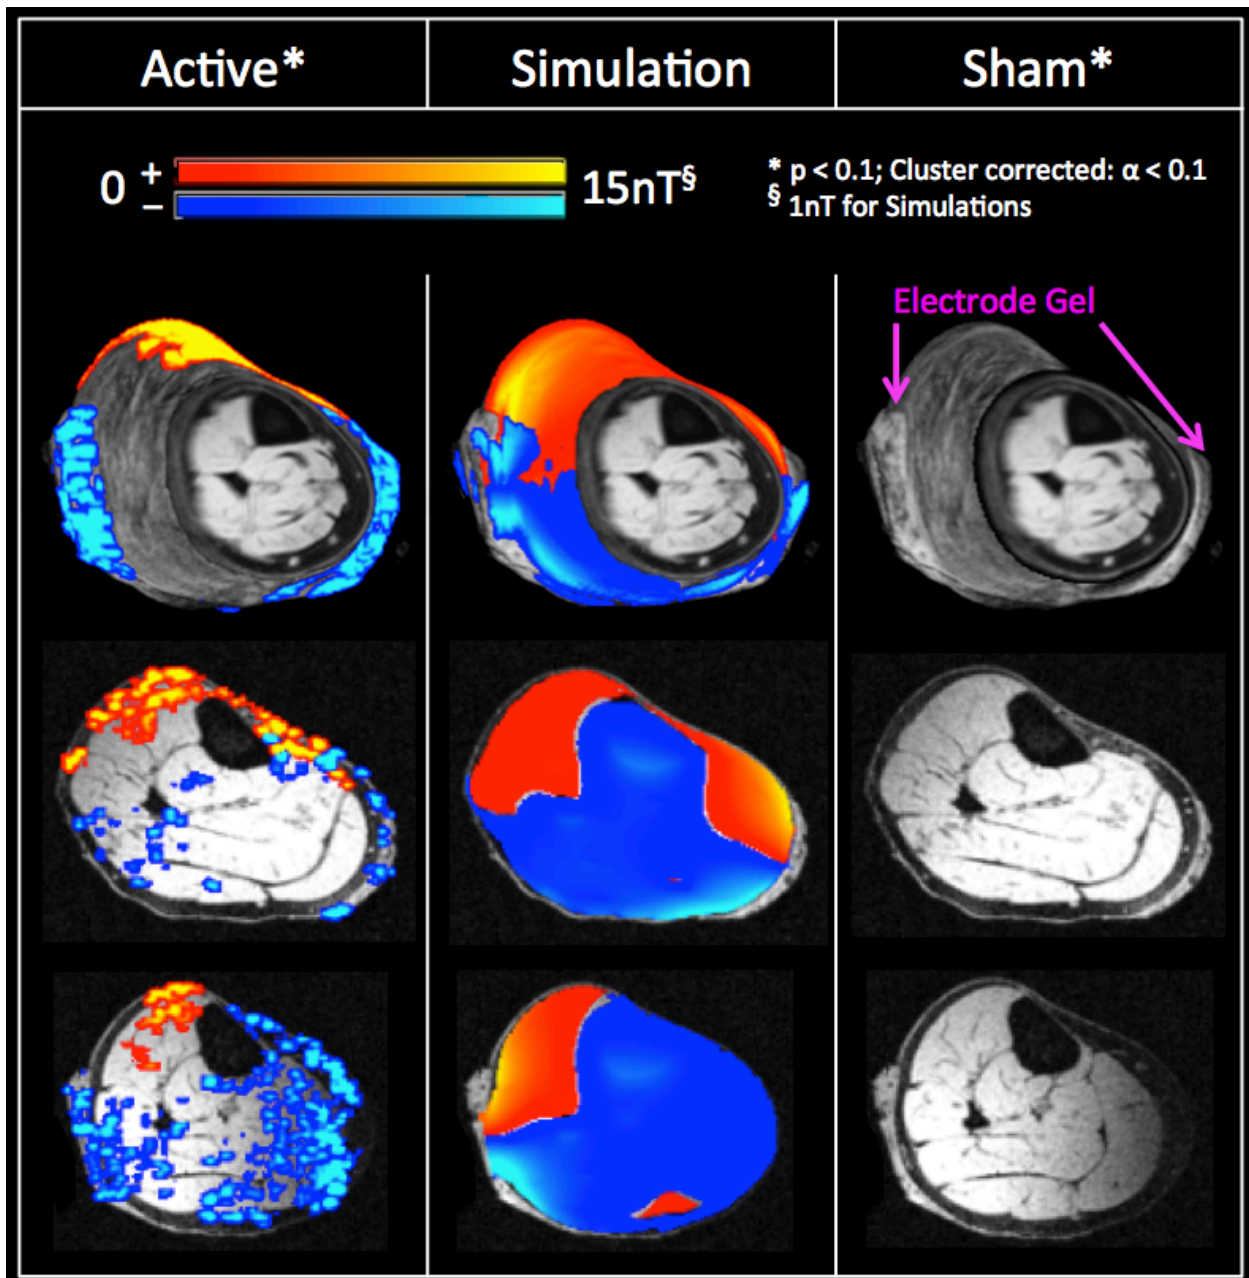 Active*
Simulation
Sham*
0 + − 15nT§
* p < 0.1; Cluster corrected: α < 0.1
§ 1nT for Simulations
Electrode Gel